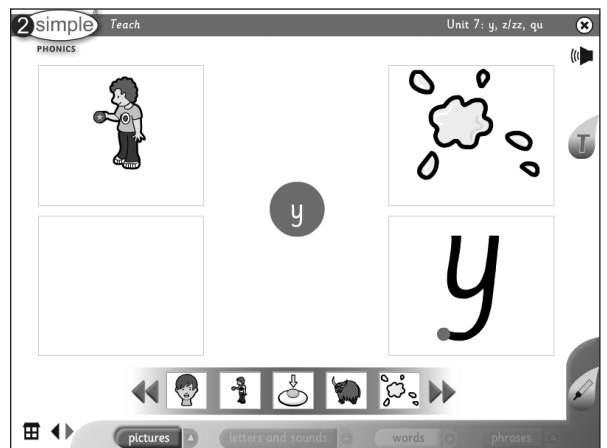 2simple
PHONICS
Teach
Unit 7: y, z/zz, qu
T
y
y
pictures
letters and sounds
words
phrases